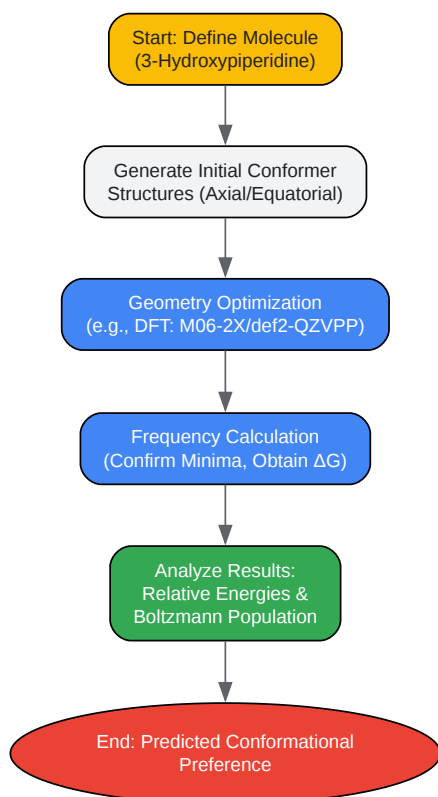 Start: Define Molecule
(3-Hydroxypiperidine)
Generate Initial Conformer
Structures (Axial/Equatorial)
Geometry Optimization
(e.g., DFT: M06-2X/def2-QZVPP)
Frequency Calculation
(Confirm Minima, Obtain ΔG)
Analyze Results:
Relative Energies &
Boltzmann Population
End: Predicted Conformational
Preference